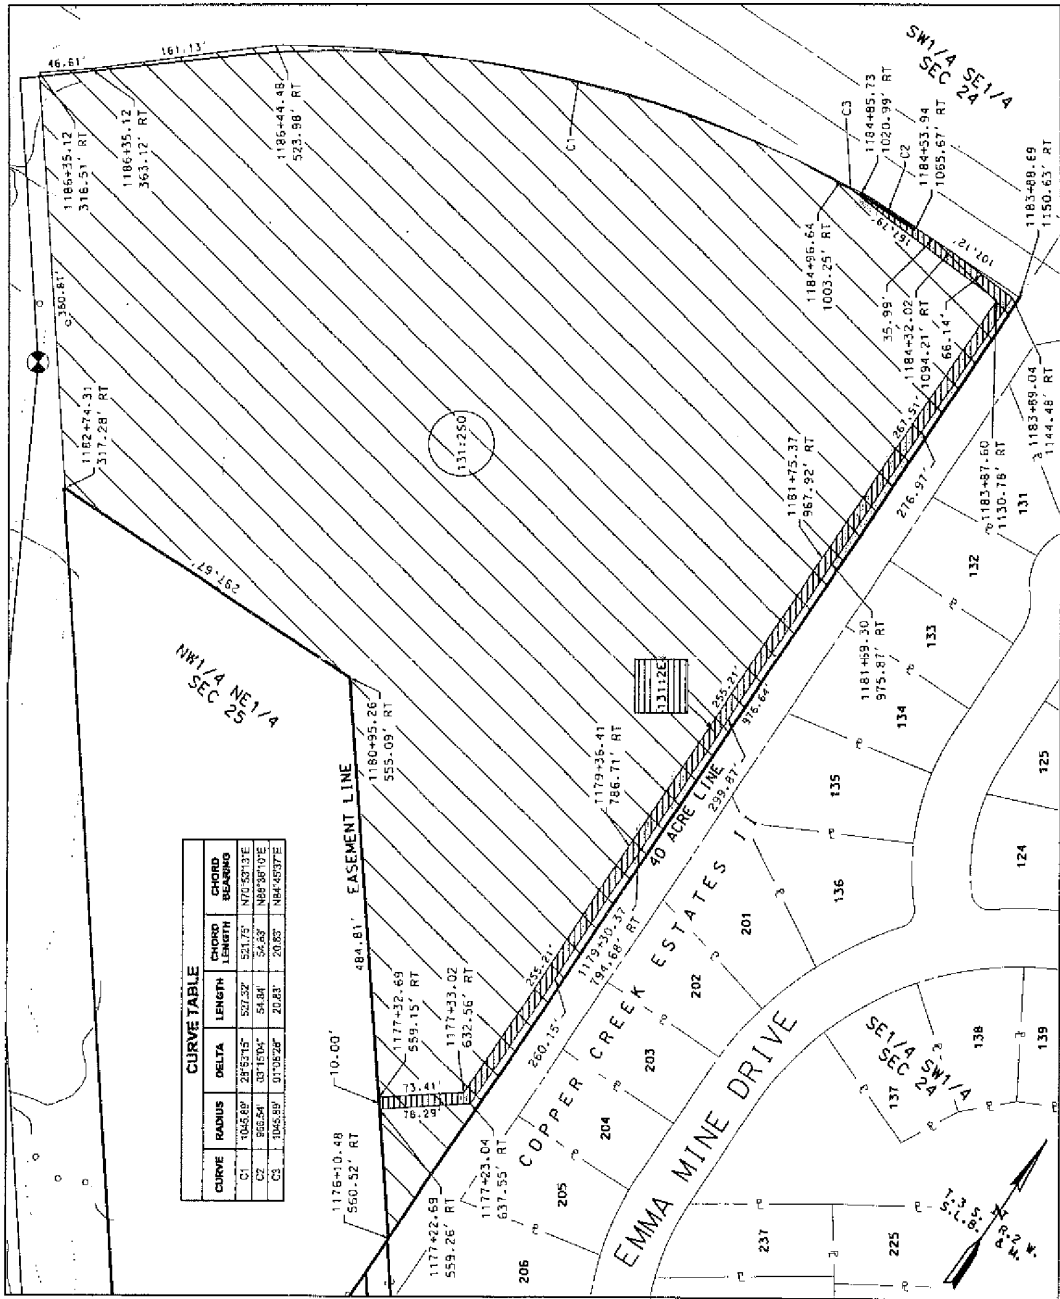 46.61'
161.13'
1186+35.12
316.51' RT
1186+35.12
363.12' RT
1186+44.48
523.98' RT
C1
SW1/4 SE1/4
SEC 24
C3
1184+85.73
1020.99' RT
C2
1184+53.94
1065.67' RT
167.79'
107.12'
1183+88.69
1150.63' RT
360.81'
1184+96.64
1003.25' RT
35.99'
1184+32.02
1094.21' RT
66.14'
1182+74.31
317.28' RT
131:250
1181+75.37
967.92' RT
267.51'
276.97'
1183+87.60
1130.78' RT
1183+89.04
1144.48' RT
131
132
297.67'
NW1/4 NE1/4
SEC 25
131:2E
255.21'
976.64'
1181+69.30
975.87' RT
133
134
1180+95.26
555.09' RT
1179+36.41
786.71' RT
40 ACRE LINE
299.87'
135
125
EASEMENT LINE
484.81'
CURVE TABLE
CURVE RADIUS DELTA LENGTH CHORD LENGTH CHORD BEARING
C1 1045.89' 28°53'15" 527.32' 521.75' N70°53'13"E
C2 03°15'04" 54.84' N88°38'10"E
C3 1045.89' 01°08'28" 20.83' 20.83' N84°45'37"E
136
124
1179+30.37
794.68' RT
255.21'
260.15'
COPPER CREEK ESTATES 11
201
202
203
204
205
206
10.00'
1177+32.69
559.15' RT
1177+33.02
632.56' RT
73.41'
78.29'
1176+10.48
560.52' RT
1177+22.69
559.26' RT
1177+23.04
637.55' RT
EMMA MINE DRIVE
SE1/4 SW1/4
SEC 24
137
138
139
237
225
T.3 S. R.2 W.
S.L.B. & M.
N